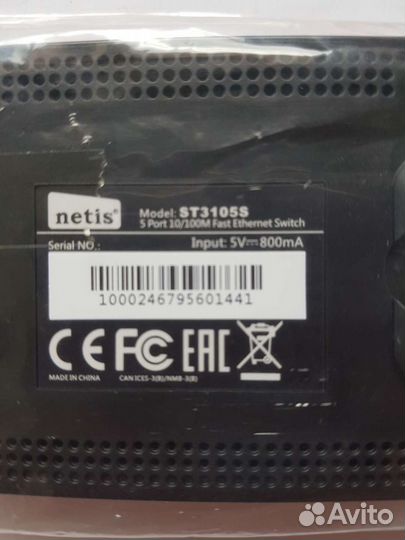 netis®
Model: ST3105S
5 Port 10/100M Fast Ethernet Switch
Serial NO.:
Input: 5V⎓800mA
1000246795601441
CE FC EAC
MADE IN CHINA
CAN ICES-3(B)/NMB-3(B)
Avito